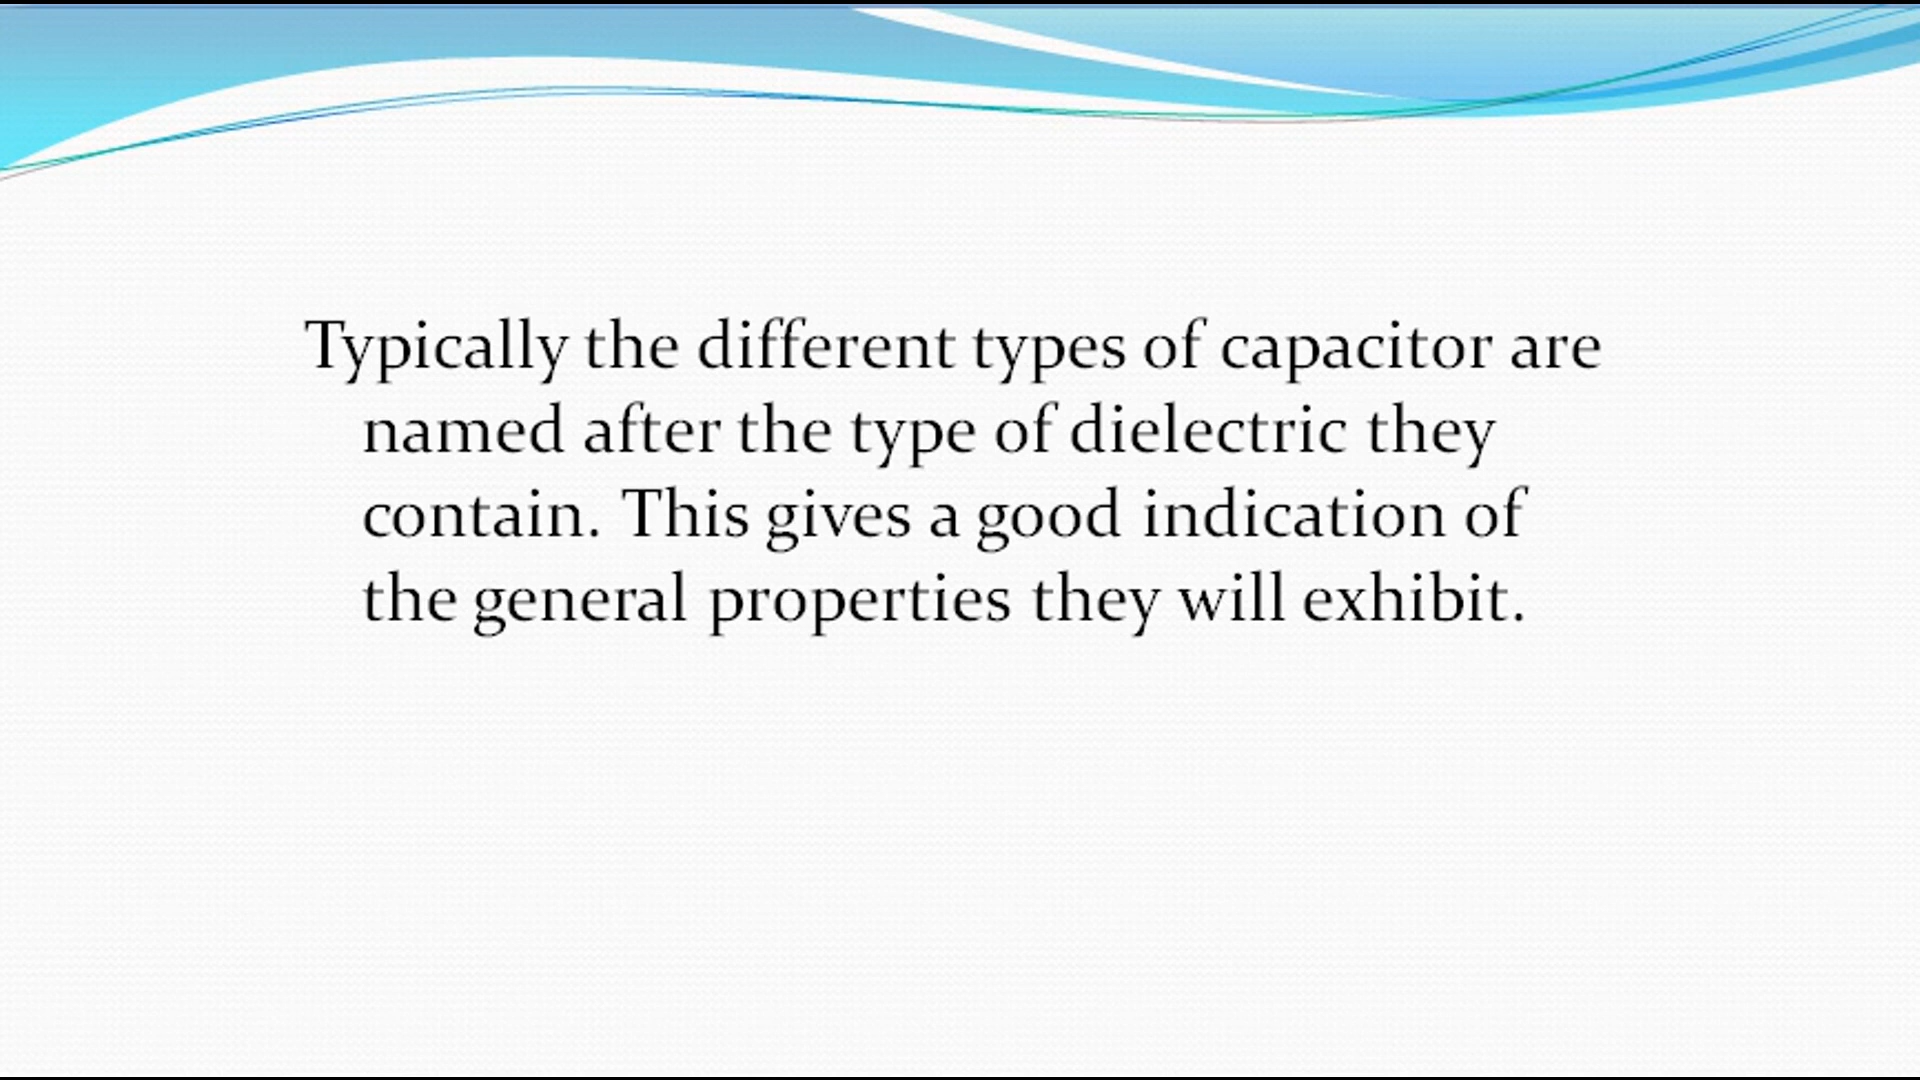 Typically the different types of capacitor are
named after the type of dielectric they
contain. This gives a good indication of
the general properties they will exhibit.